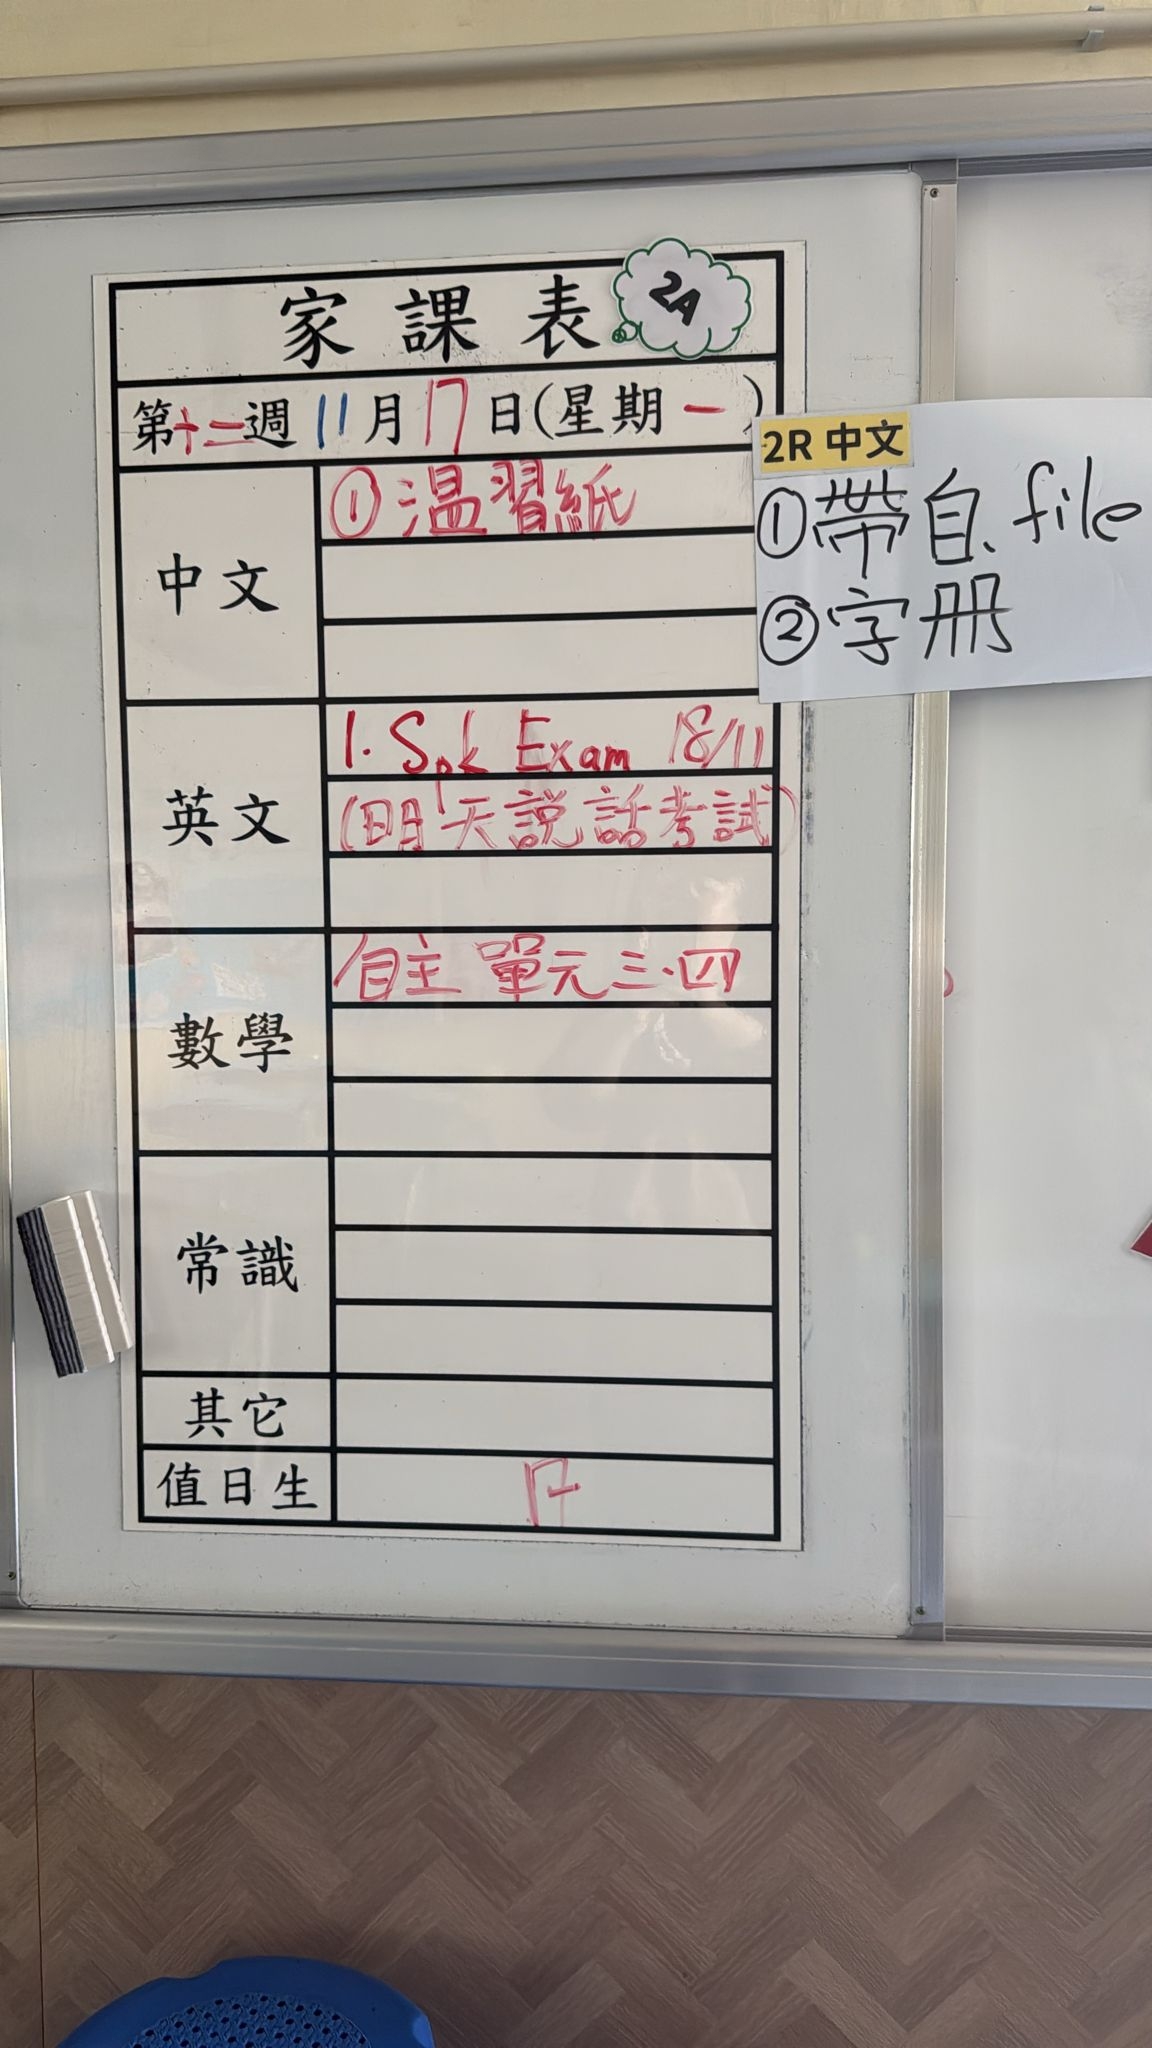 家課表
2A
第十二週 11月17日(星期一)
中文
①溫習紙
2R 中文
①帶自.file
②字册
英文
1. Spk Exam 18/11
(明天說話考試)
數學
自主 單元三.四
常識
其它
值日生